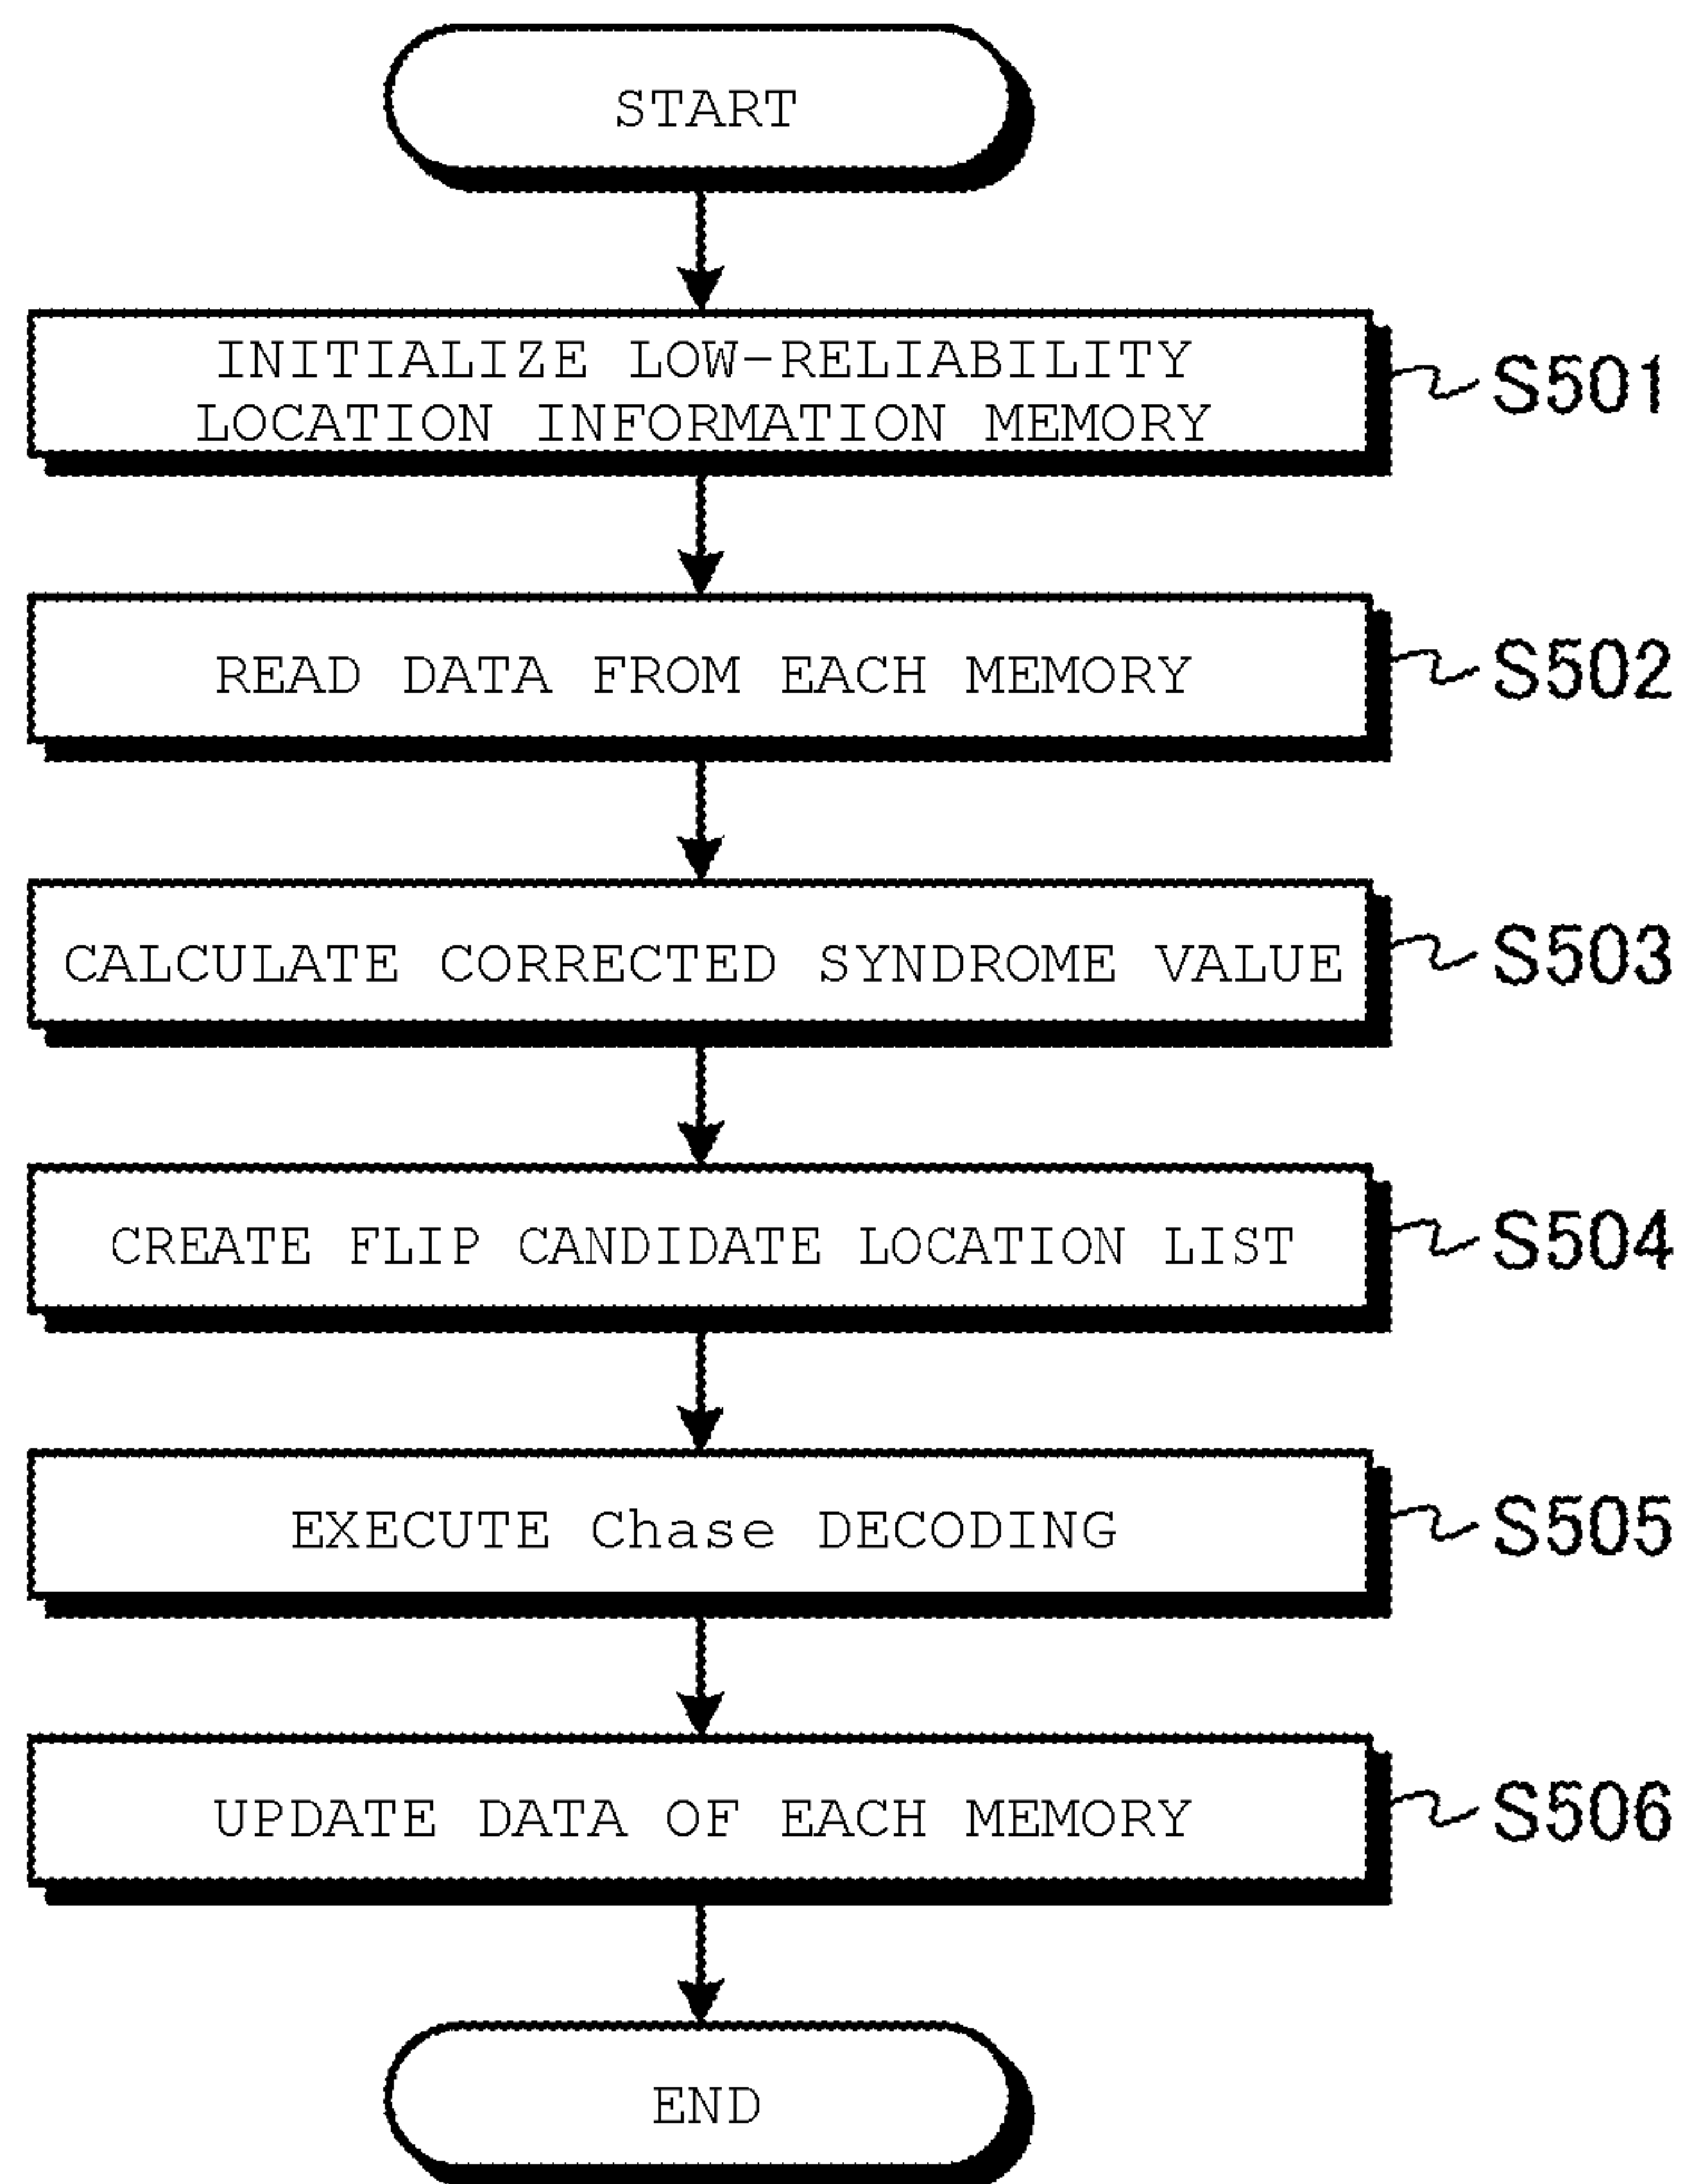 START
INITIALIZE LOW-RELIABILITY
LOCATION INFORMATION MEMORY
S501
READ DATA FROM EACH MEMORY
S502
CALCULATE CORRECTED SYNDROME VALUE
S503
CREATE FLIP CANDIDATE LOCATION LIST
S504
EXECUTE Chase DECODING
S505
UPDATE DATA OF EACH MEMORY
S506
END